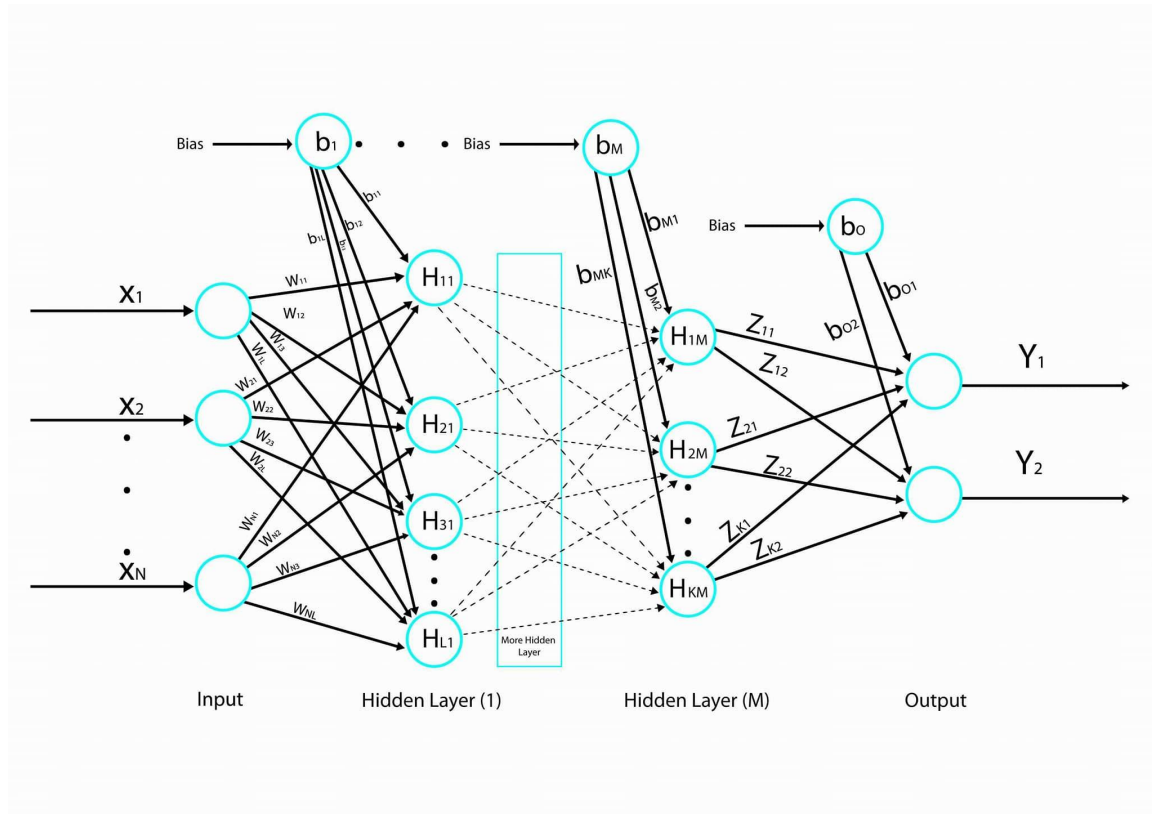 Bias
b1
Bias
bM
Bias
bO
b11
b12
b1L
bM1
bM2
bMK
bO1
bO2
X1
X2
XN
W11
W12
W13
W1L
W21
W22
W23
W2L
WN1
WN2
WN3
WNL
H11
H21
H31
HL1
More Hidden
Layer
H1M
H2M
HKM
Z11
Z12
Z21
Z22
ZK1
ZK2
Y1
Y2
Input
Hidden Layer (1)
Hidden Layer (M)
Output